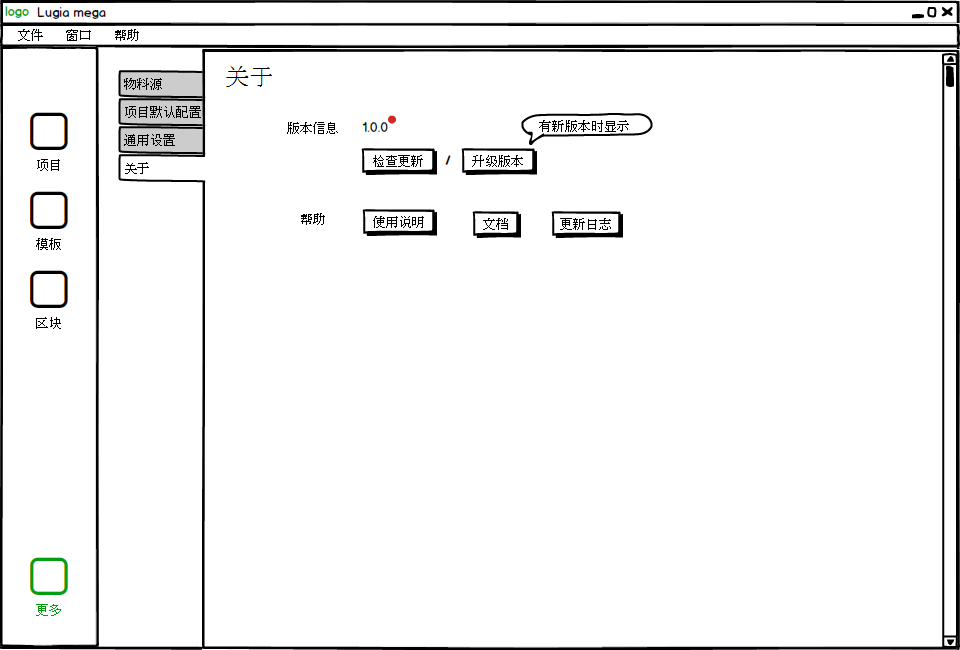 logo Lugia mega
文件 窗口 帮助
项目
模板
区块
更多
物料源
项目默认配置
通用设置
关于
关于
版本信息 1.0.0
有新版本时显示
检查更新 / 升级版本
帮助 使用说明 文档 更新日志